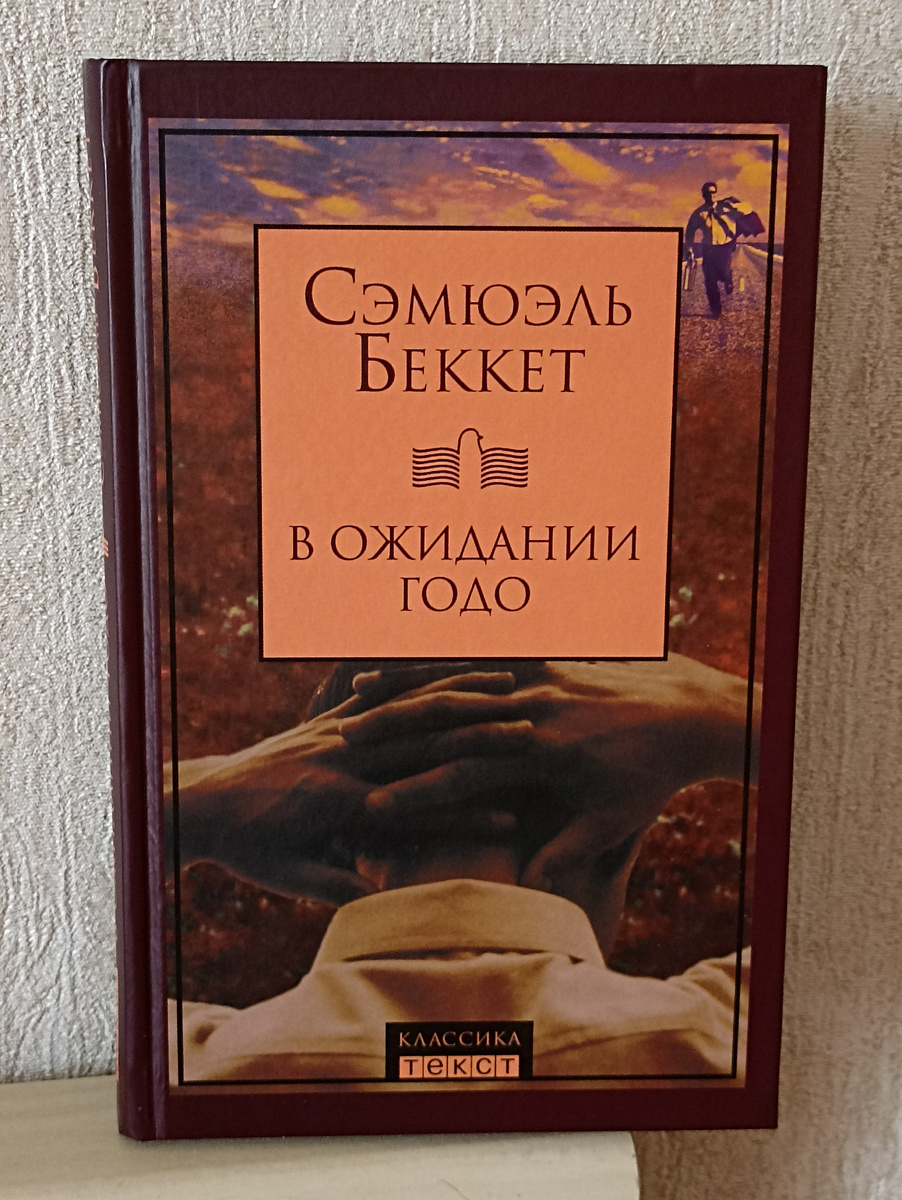 Сэмюэль
Беккет
в ожидании
годо
классика
текст